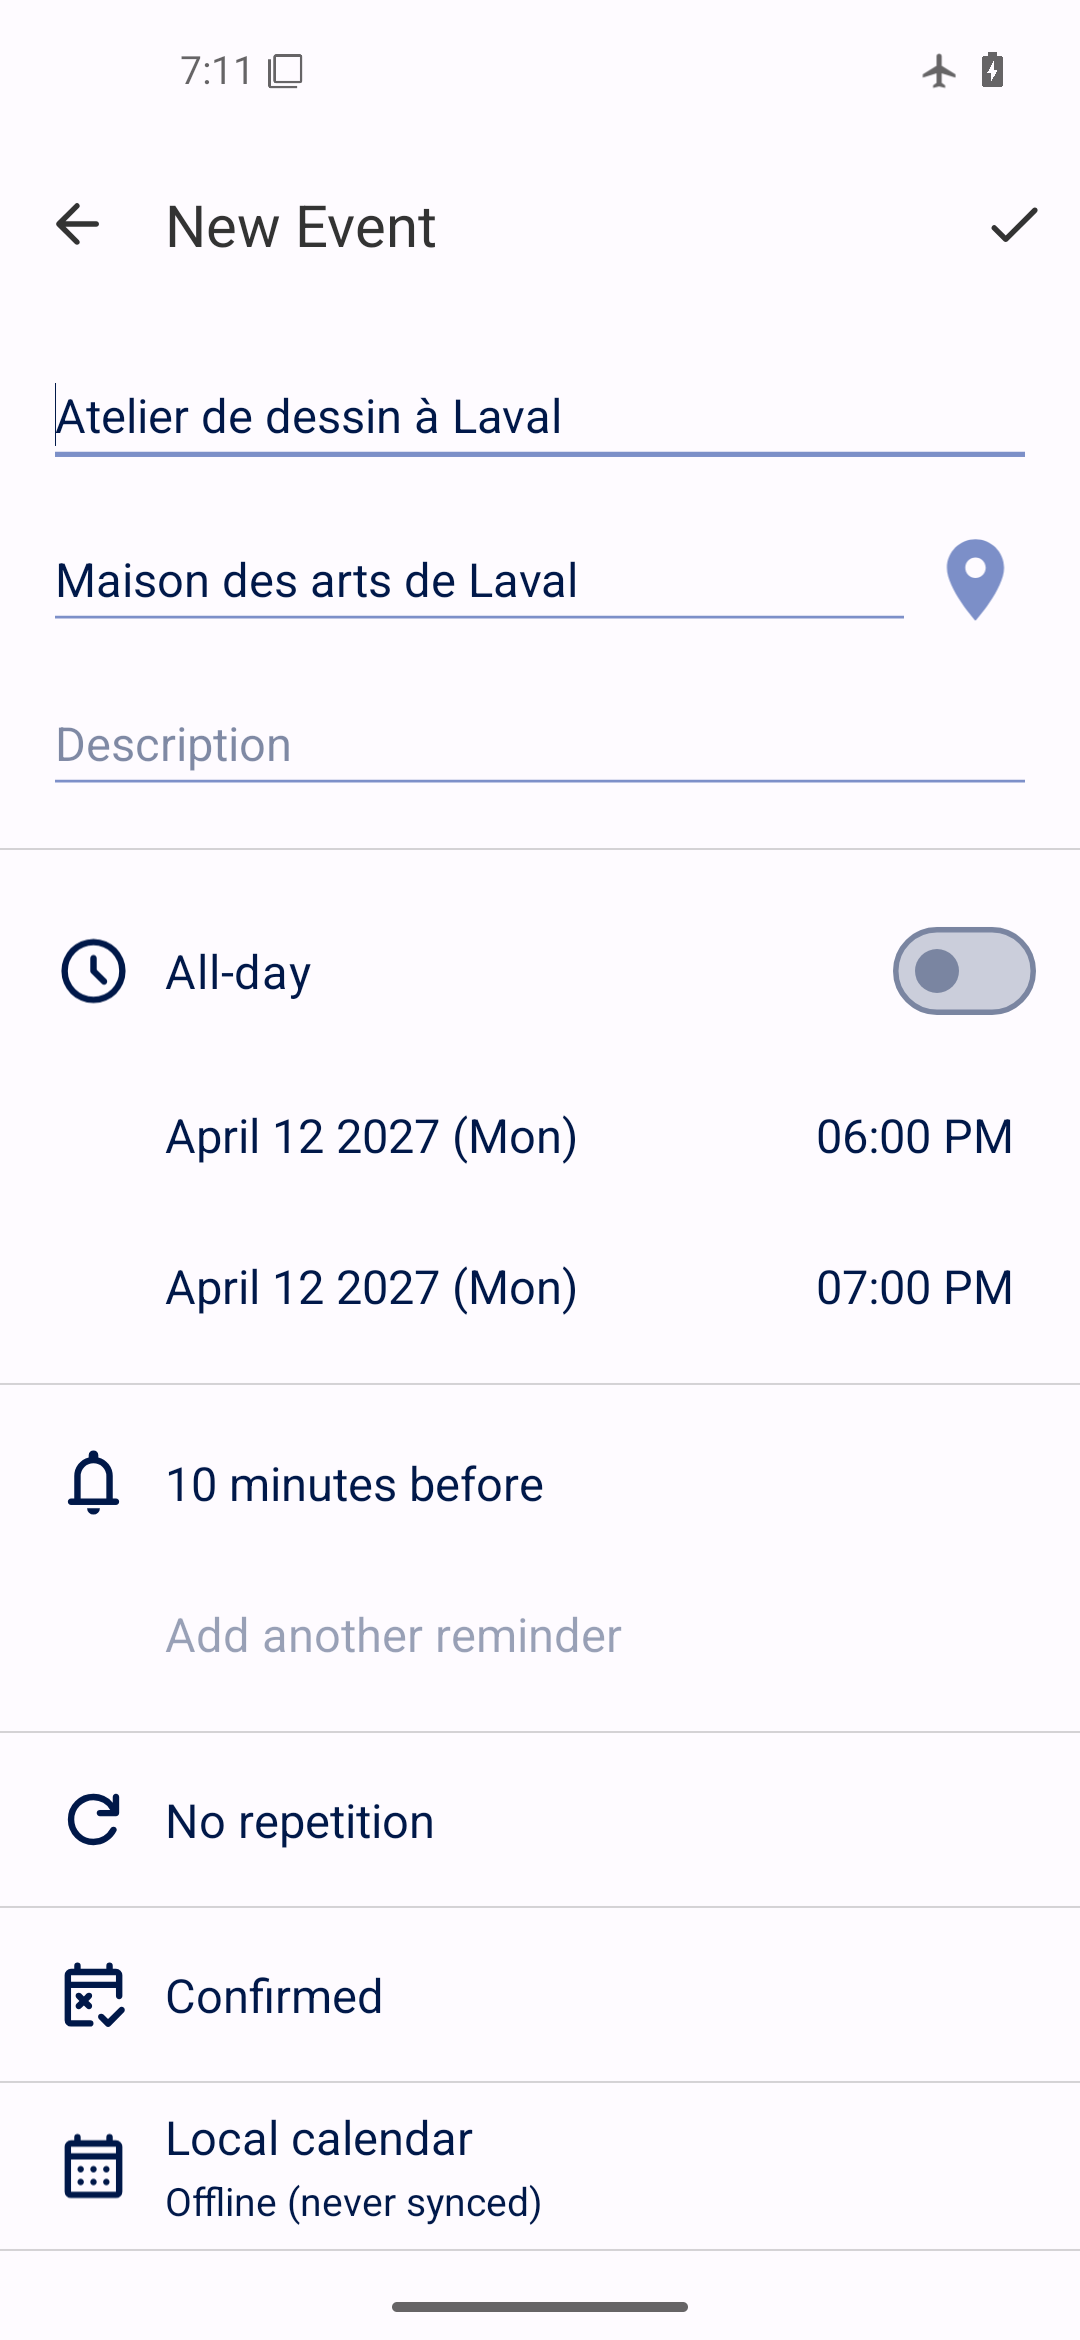 7:11
New Event
Atelier de dessin à Laval
Maison des arts de Laval
Description
All-day
April 12 2027 (Mon) 06:00 PM
April 12 2027 (Mon) 07:00 PM
10 minutes before
Add another reminder
No repetition
Confirmed
Local calendar
Offline (never synced)